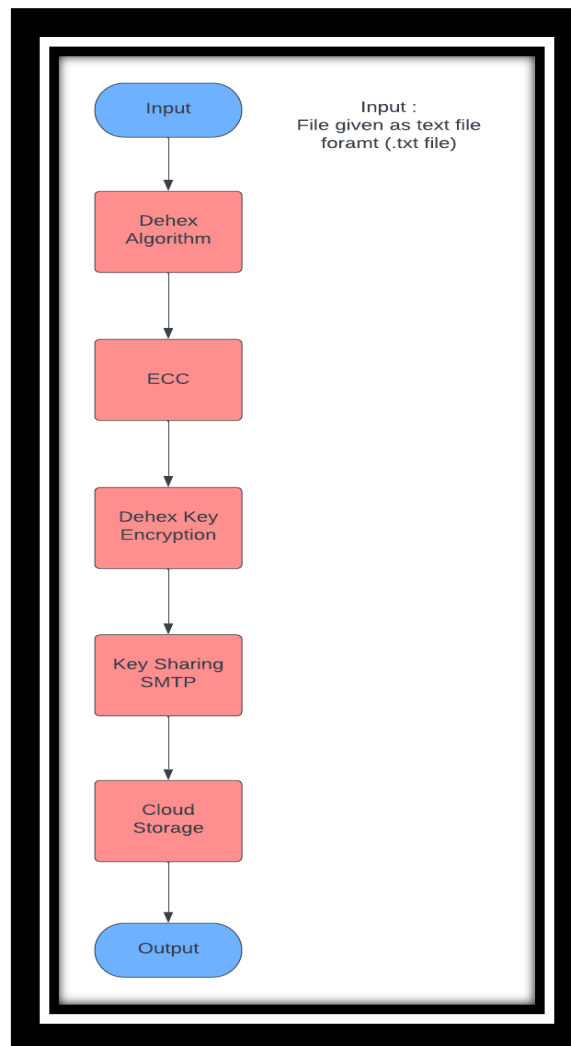 Input
Input :
File given as text file
foramt (.txt file)
Dehex
Algorithm
ECC
Dehex Key
Encryption
Key Sharing
SMTP
Cloud
Storage
Output